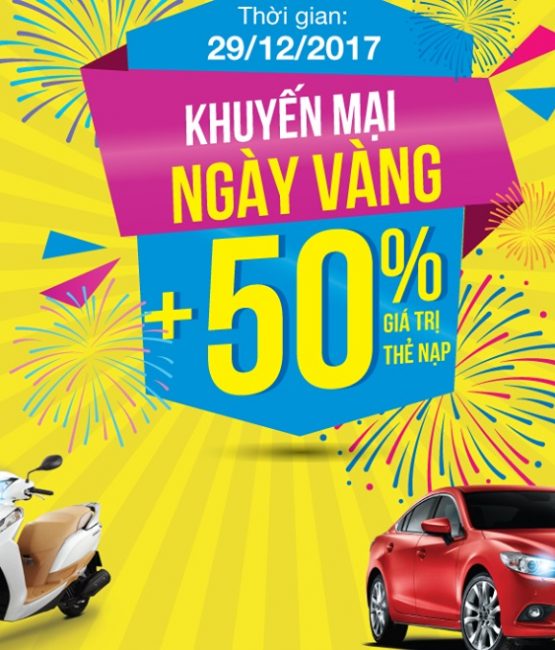 Thời gian:
29/12/2017
KHUYẾN MẠI
NGÀY VÀNG
+50%
GIÁ TRỊ
THẺ NẠP